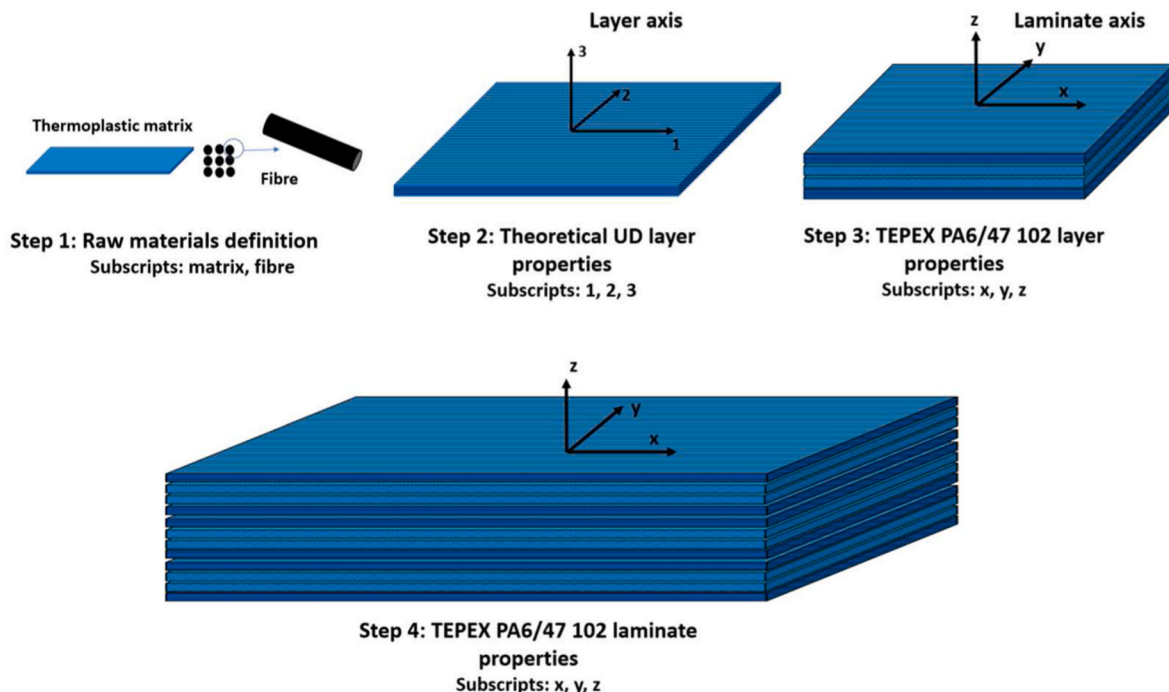 Thermoplastic matrix
Fibre
Step 1: Raw materials definition
Subscripts: matrix, fibre
Layer axis
3
2
1
Step 2: Theoretical UD layer
properties
Subscripts: 1, 2, 3
Laminate axis
z
y
x
Step 3: TEPEX PA6/47 102 layer
properties
Subscripts: x, y, z
z
y
x
Step 4: TEPEX PA6/47 102 laminate
properties
Subscripts: x, y, z